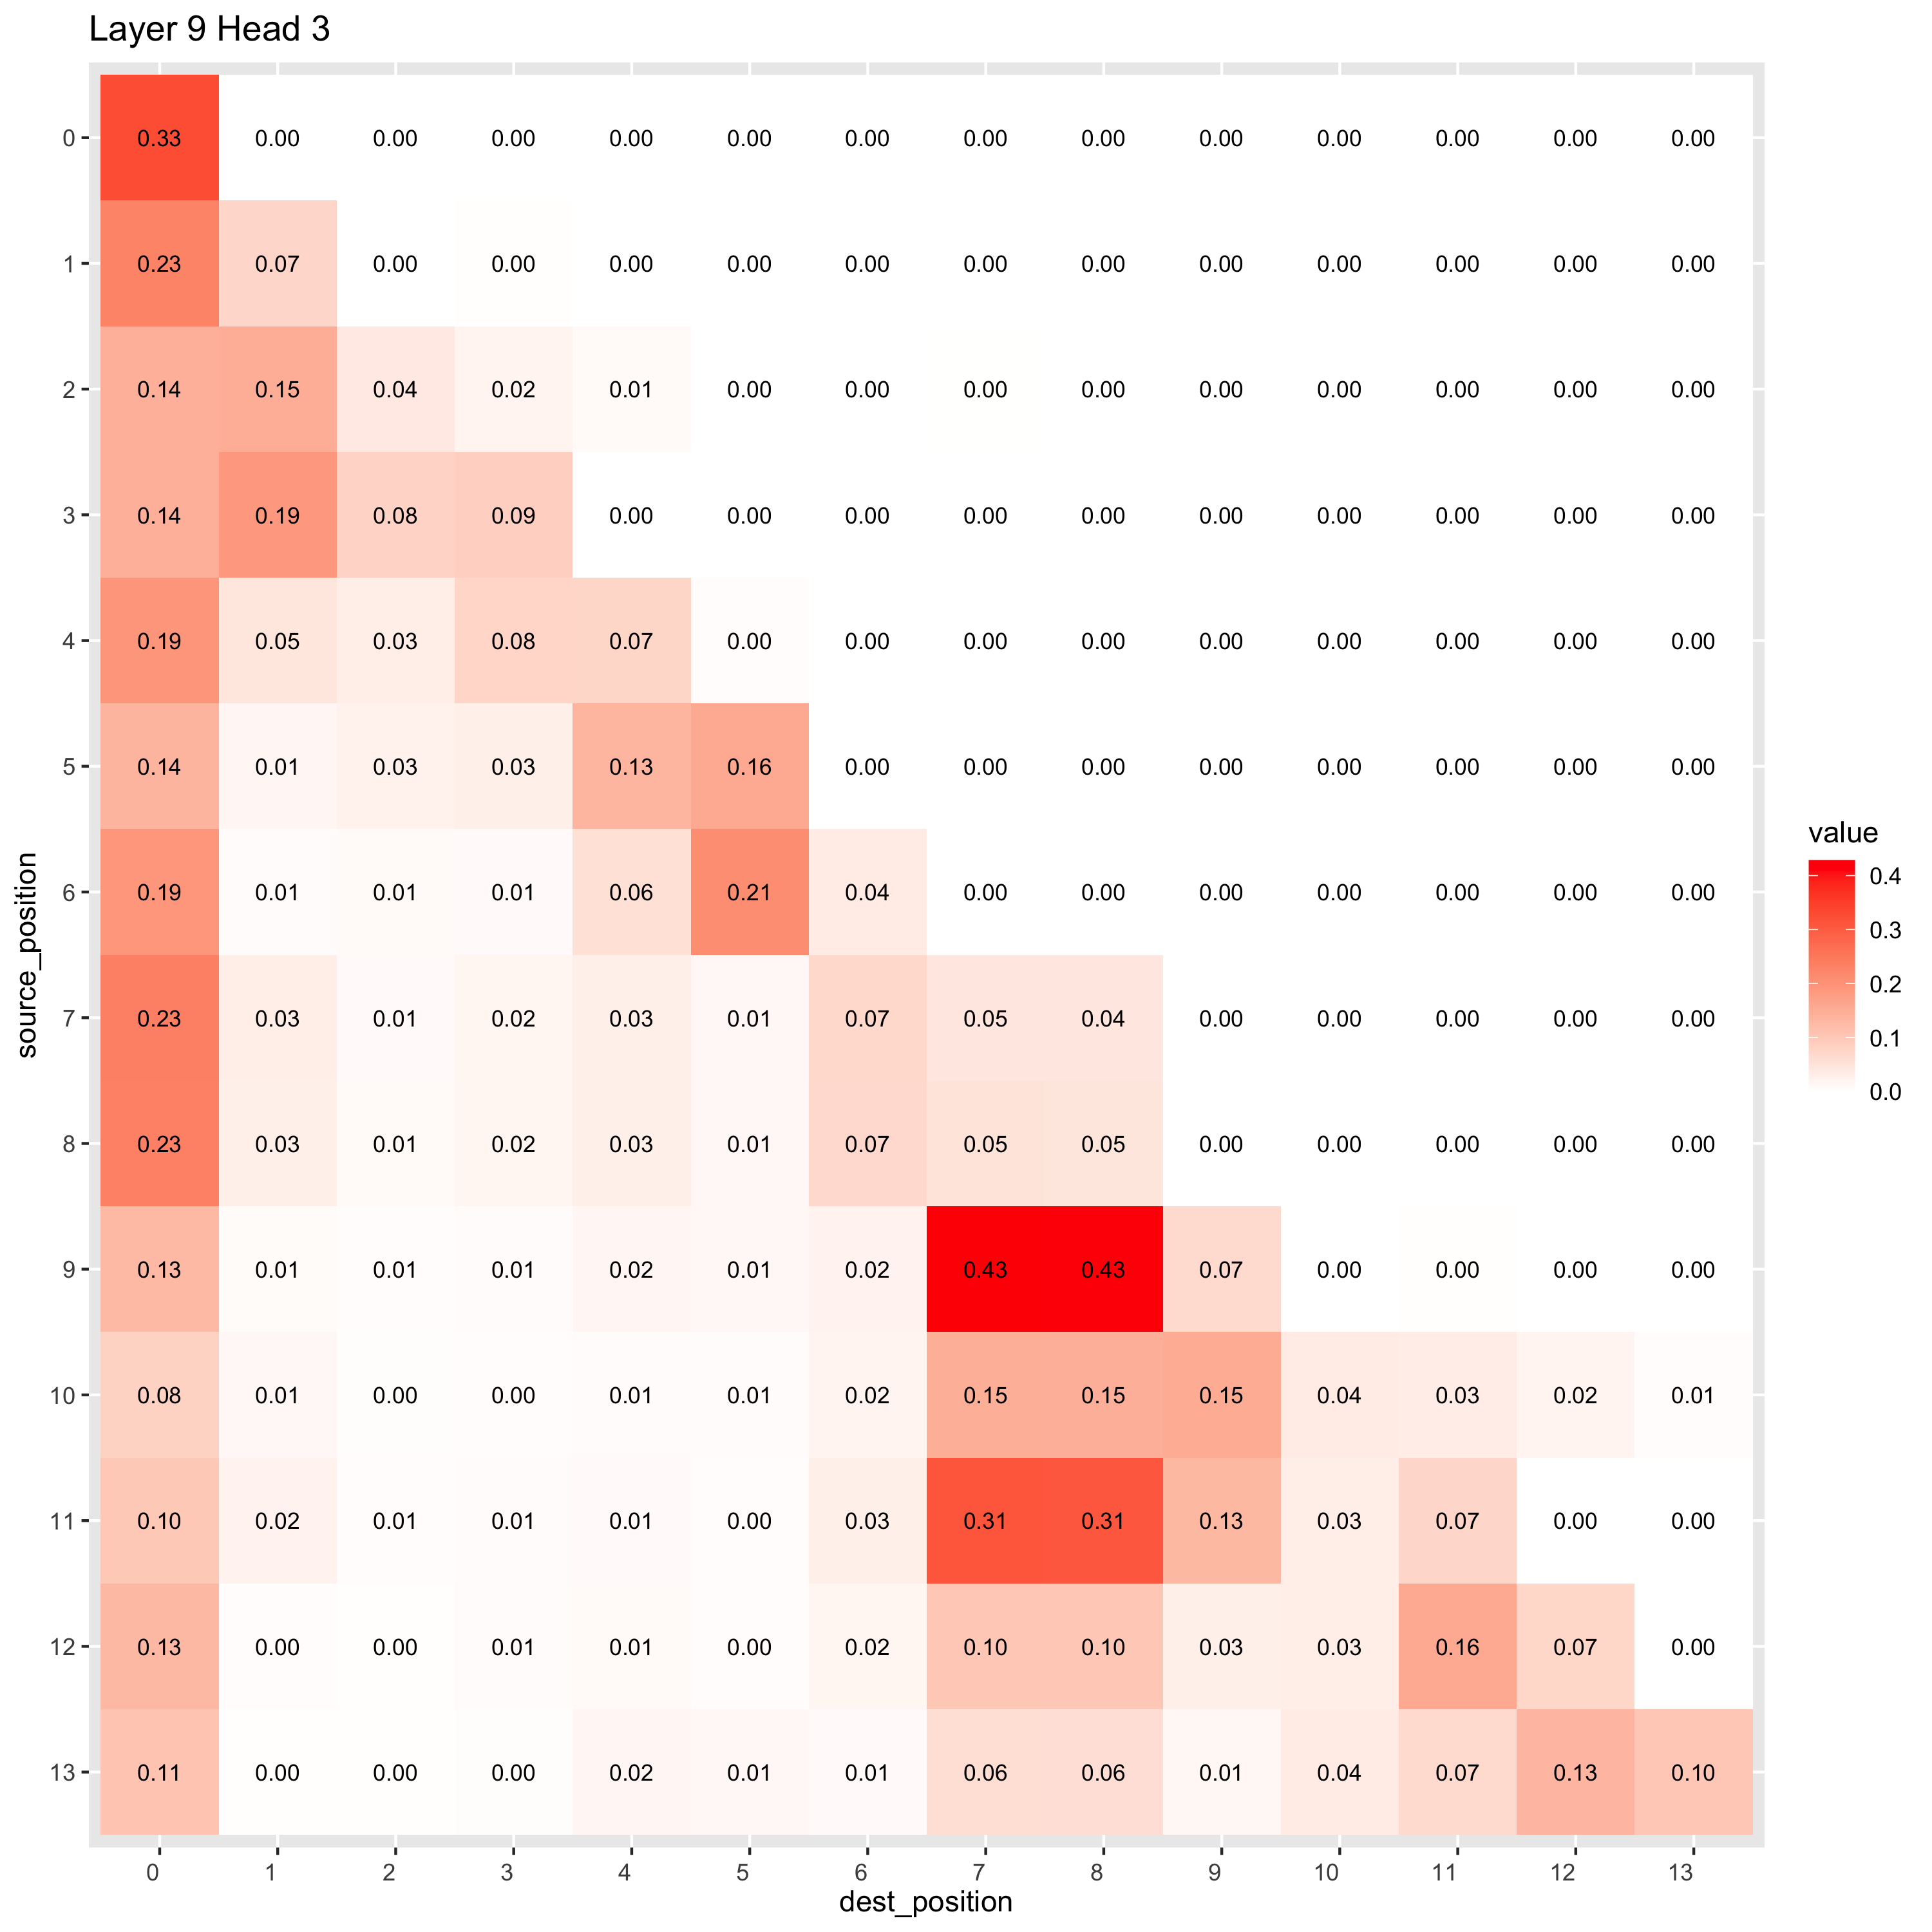 Layer 9 Head 3
0 0.33 0.00 0.00 0.00 0.00 0.00 0.00 0.00 0.00 0.00 0.00 0.00 0.00 0.00
1 0.23 0.07 0.00 0.00 0.00 0.00 0.00 0.00 0.00 0.00 0.00 0.00 0.00 0.00
2 0.14 0.15 0.04 0.02 0.01 0.00 0.00 0.00 0.00 0.00 0.00 0.00 0.00 0.00
3 0.14 0.19 0.08 0.09 0.00 0.00 0.00 0.00 0.00 0.00 0.00 0.00 0.00 0.00
4 0.19 0.05 0.03 0.08 0.07 0.00 0.00 0.00 0.00 0.00 0.00 0.00 0.00 0.00
5 0.14 0.01 0.03 0.03 0.13 0.16 0.00 0.00 0.00 0.00 0.00 0.00 0.00 0.00
6 0.19 0.01 0.01 0.01 0.06 0.21 0.04 0.00 0.00 0.00 0.00 0.00 0.00 0.00
7 0.23 0.03 0.01 0.02 0.03 0.01 0.07 0.05 0.04 0.00 0.00 0.00 0.00 0.00
8 0.23 0.03 0.01 0.02 0.03 0.01 0.07 0.05 0.05 0.00 0.00 0.00 0.00 0.00
9 0.13 0.01 0.01 0.01 0.02 0.01 0.02 0.43 0.43 0.07 0.00 0.00 0.00 0.00
10 0.08 0.01 0.00 0.00 0.01 0.01 0.02 0.15 0.15 0.15 0.04 0.03 0.02 0.01
11 0.10 0.02 0.01 0.01 0.01 0.00 0.03 0.31 0.31 0.13 0.03 0.07 0.00 0.00
12 0.13 0.00 0.00 0.01 0.01 0.00 0.02 0.10 0.10 0.03 0.03 0.16 0.07 0.00
13 0.11 0.00 0.00 0.00 0.02 0.01 0.01 0.06 0.06 0.01 0.04 0.07 0.13 0.10
0 1 2 3 4 5 6 7 8 9 10 11 12 13
dest_position
source_position
value
0.4
0.3
0.2
0.1
0.0